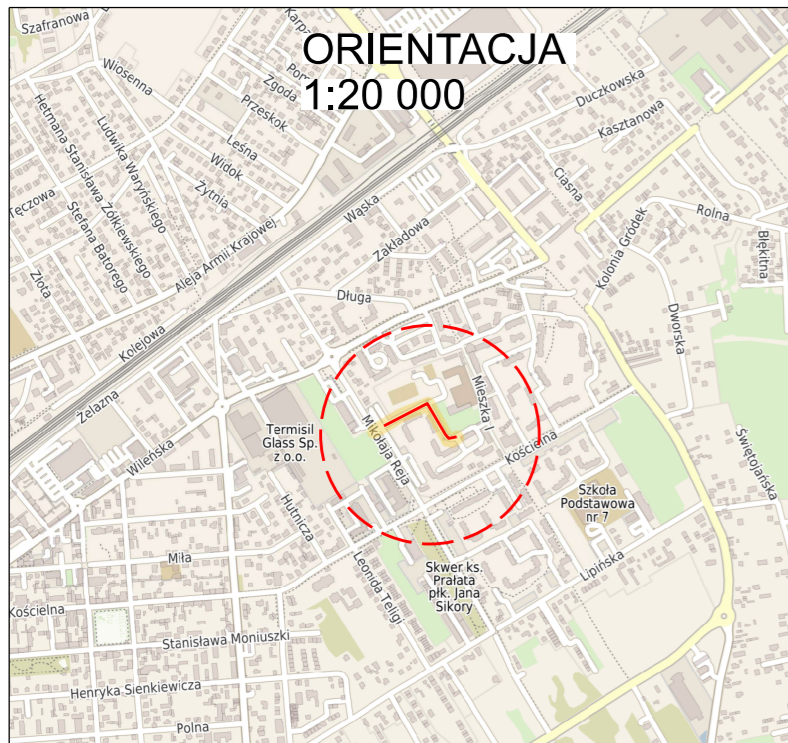 ORIENTACJA
1:20 000
Szafranowa
Wiosenna
Zgoda
Przeskok
Leśna
Widok
Żytnia
Hetmana Stanisława Żółkiewskiego
Ludwika Waryńskiego
Stefana Batorego
Tęczowa
Złota
Aleja Armii Krajowej
Kolejowa
Żelazna
Wileńska
Wąska
Zakładowa
Długa
Duczkowska
Kasztanowa
Ciasna
Kolonia Gródek
Rolna
Błękitna
Dworska
Świętojańska
Termisil
Glass Sp.
z o.o.
Mikołaja Reja
Mieszka I
Kościelna
Szkoła
Podstawowa
nr 7
Hutnicza
Miła
Leonida Teligi
Skwer ks.
Prałata
płk. Jana
Sikory
Lipińska
Kościelna
Stanisława Moniuszki
Henryka Sienkiewicza
Polna